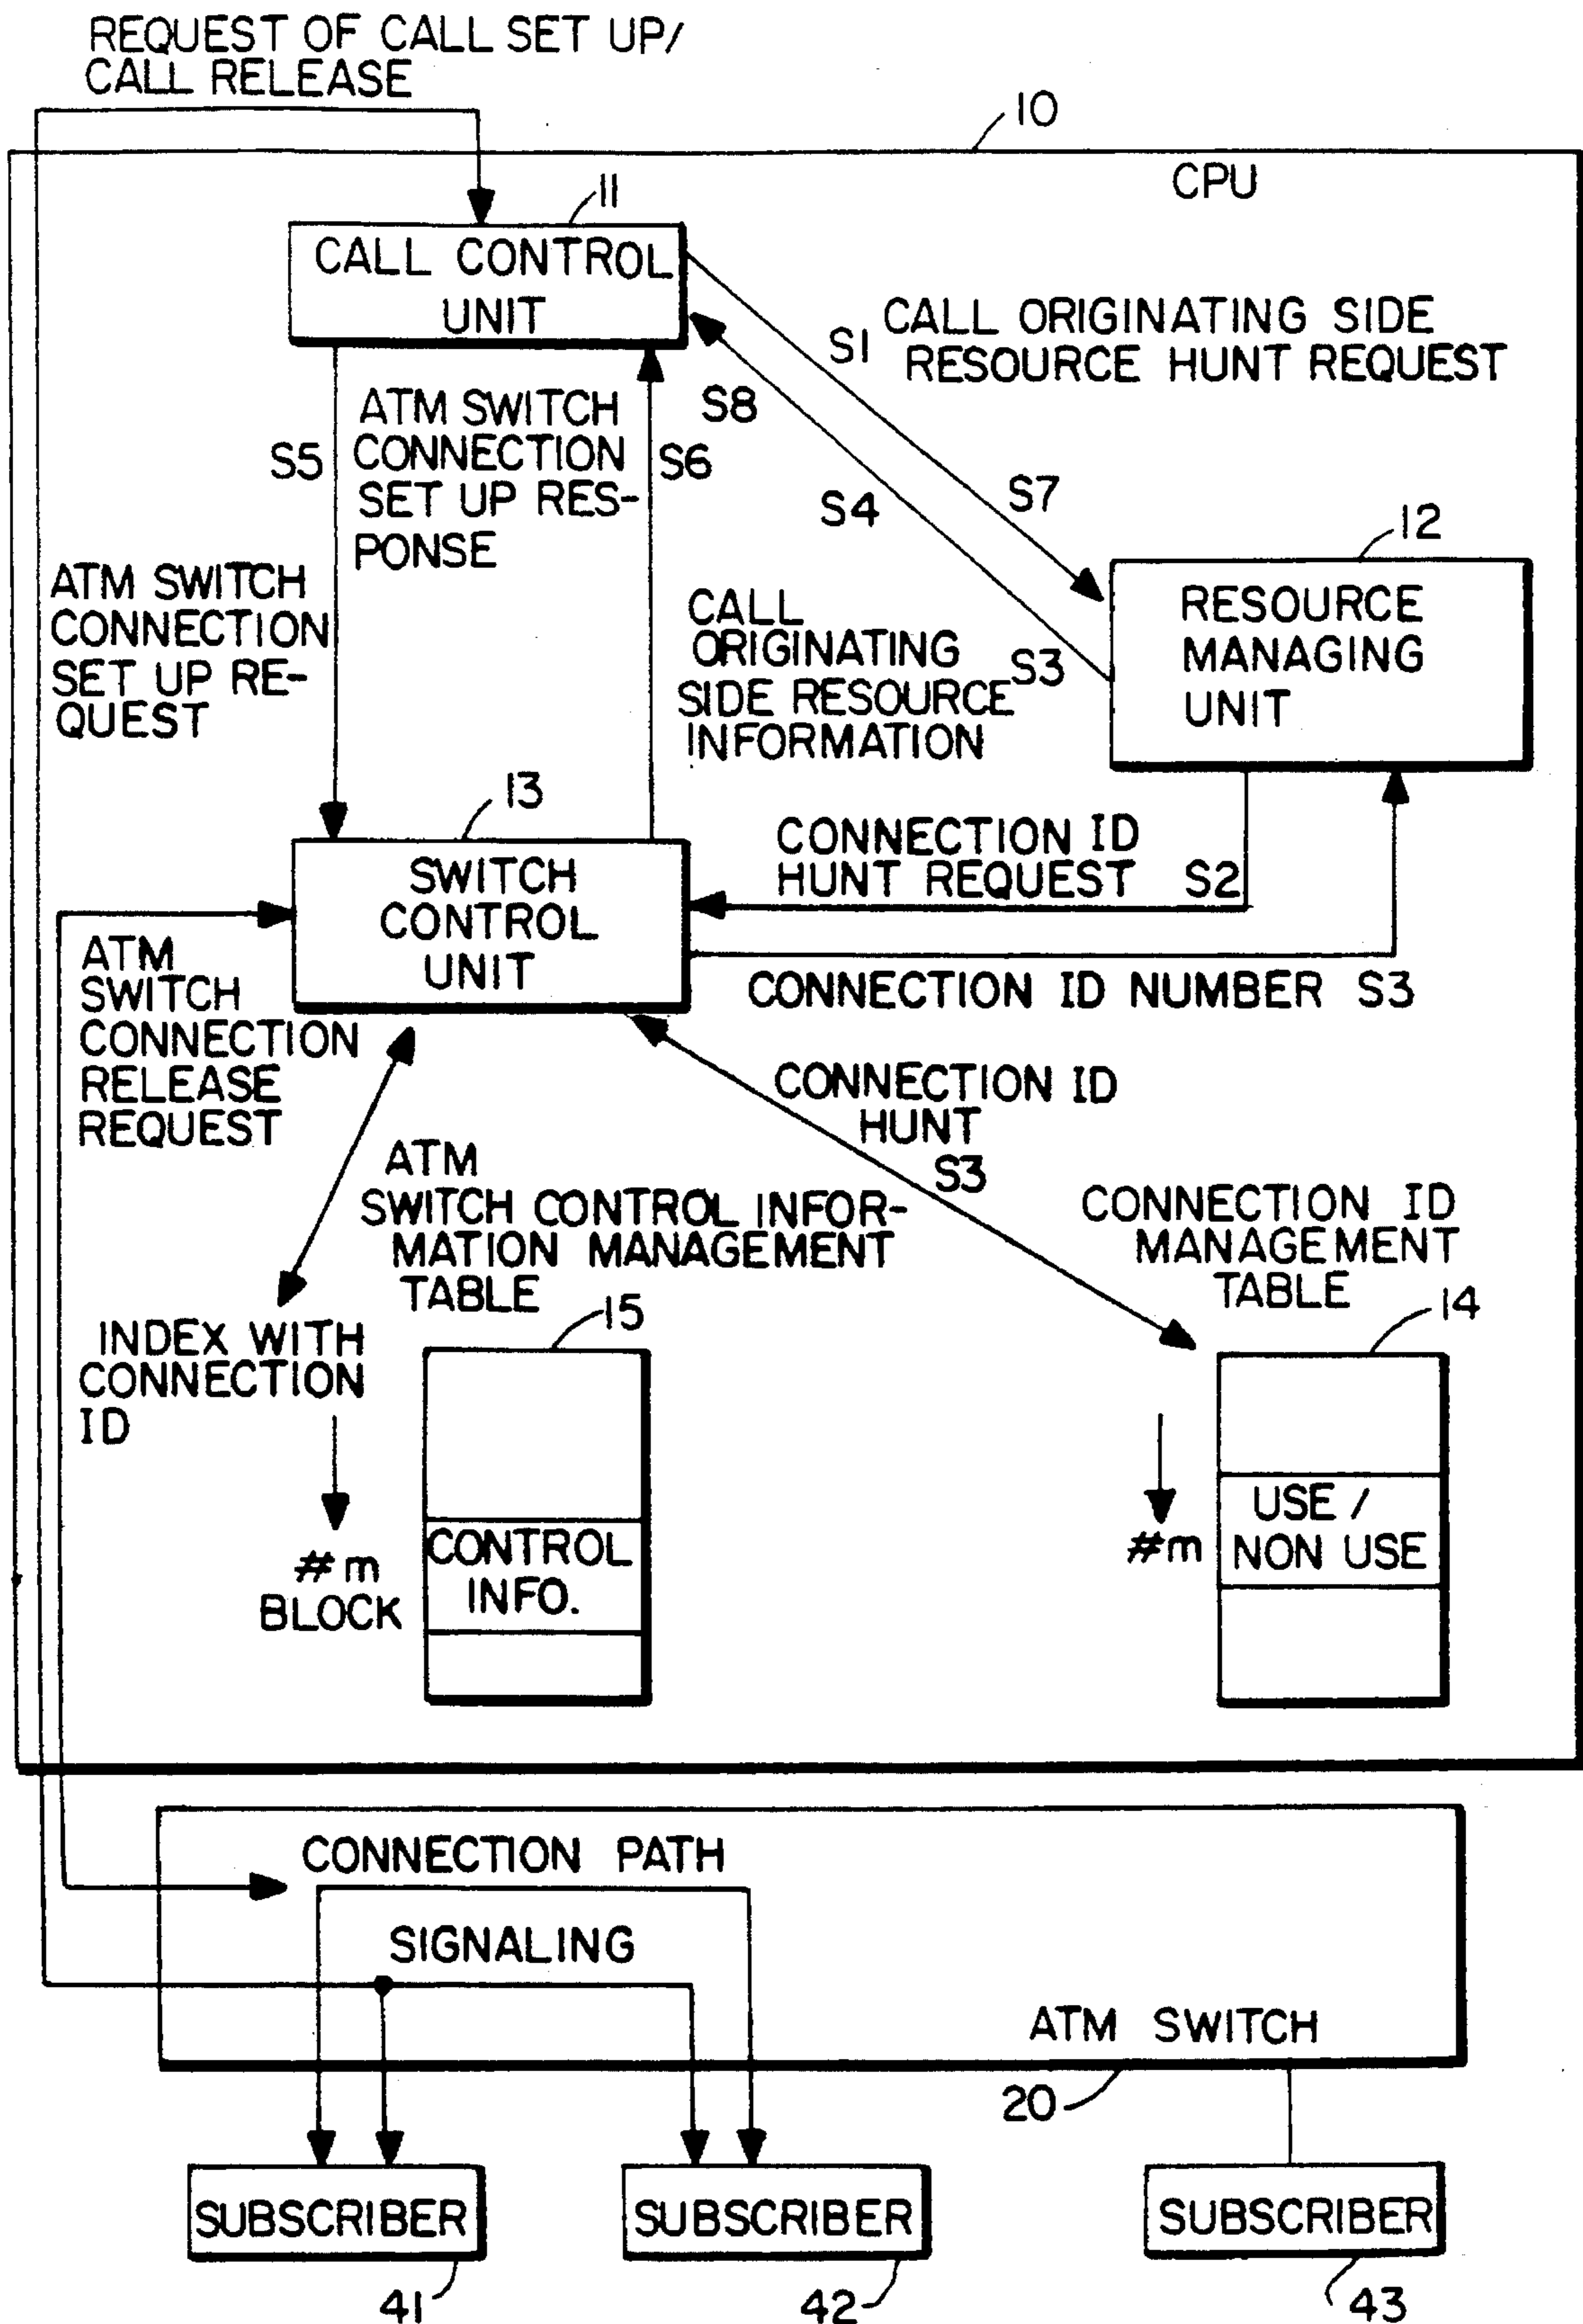 REQUEST OF CALL SET UP/
CALL RELEASE
10
CPU
11
CALL CONTROL
UNIT
S1 CALL ORIGINATING SIDE
RESOURCE HUNT REQUEST
S8
S7
S4
S5
ATM SWITCH
CONNECTION
SET UP RES-
PONSE
S6
12
RESOURCE
MANAGING
UNIT
ATM SWITCH
CONNECTION
SET UP RE-
QUEST
CALL
ORIGINATING
SIDE RESOURCE
INFORMATION
S3
13
SWITCH
CONTROL
UNIT
CONNECTION ID
HUNT REQUEST S2
CONNECTION ID NUMBER S3
ATM
SWITCH
CONNECTION
RELEASE
REQUEST
CONNECTION ID
HUNT
S3
ATM
SWITCH CONTROL INFOR-
MATION MANAGEMENT
TABLE
15
CONNECTION ID
MANAGEMENT
TABLE
14
INDEX WITH
CONNECTION
ID
#m
BLOCK
CONTROL
INFO.
#m
USE /
NON USE
CONNECTION PATH
SIGNALING
ATM SWITCH
20
SUBSCRIBER
41
SUBSCRIBER
42
SUBSCRIBER
43